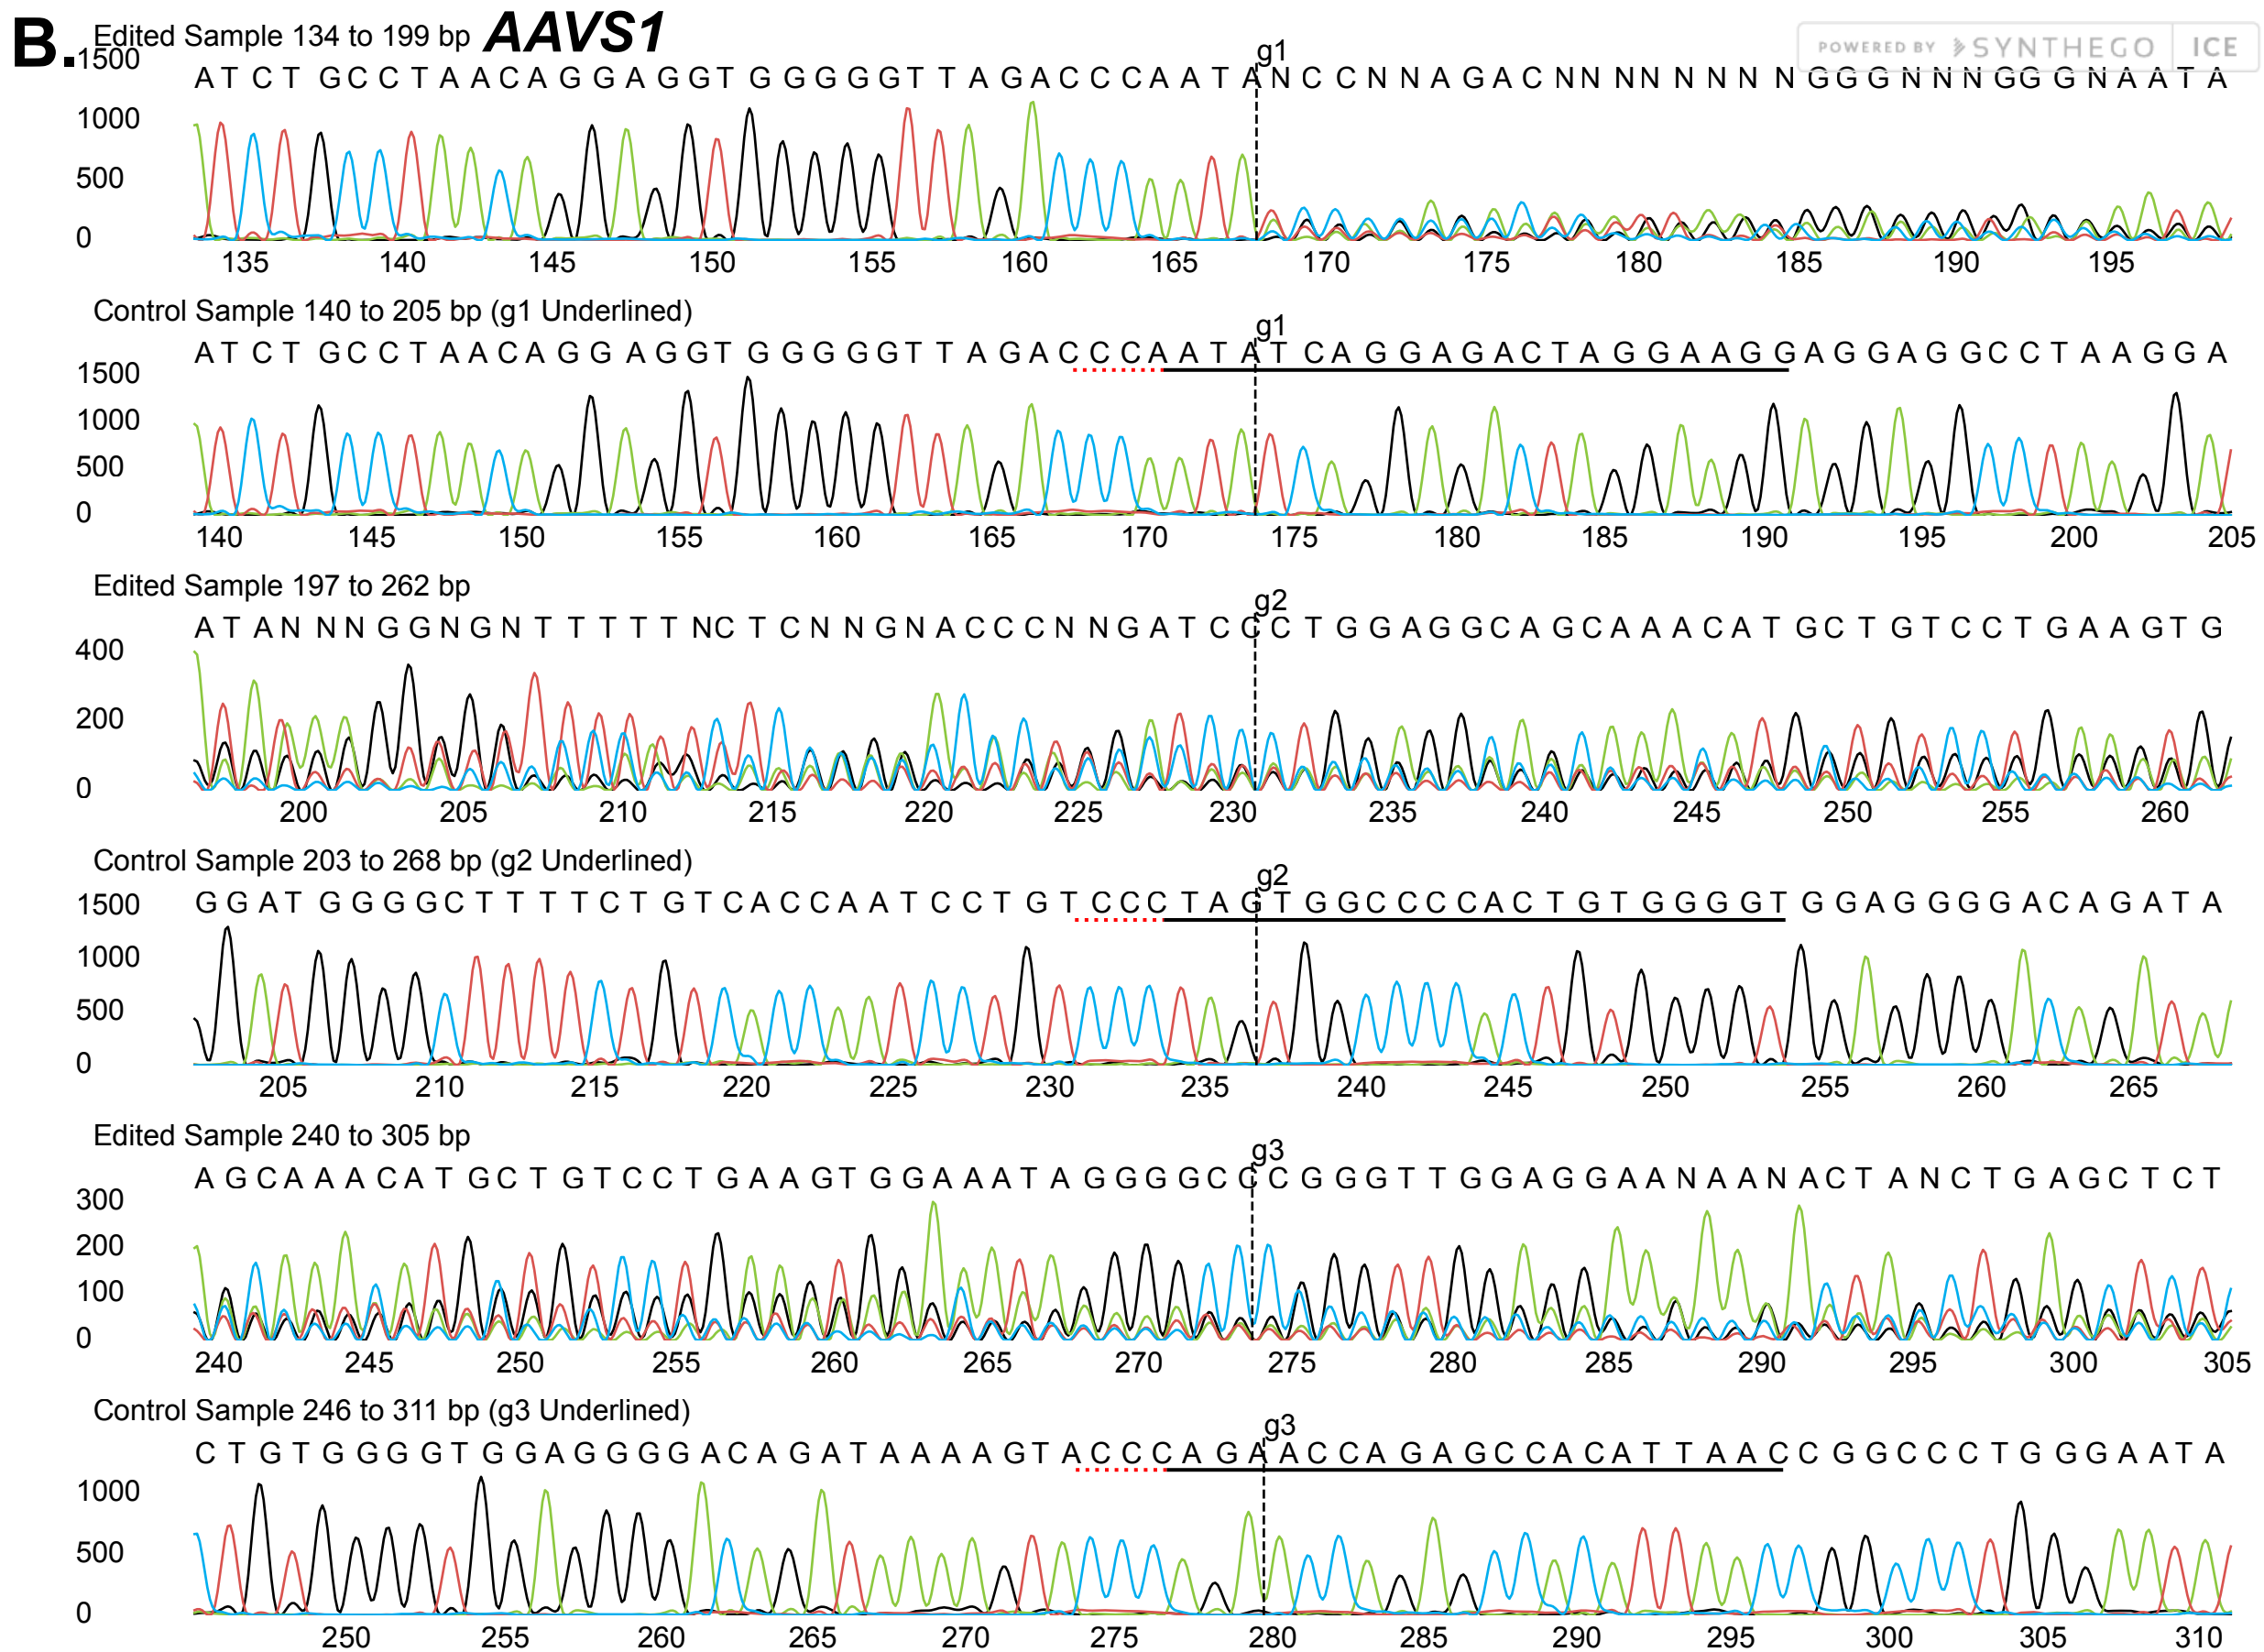 B. Edited Sample 134 to 199 bp AAVS1
POWERED BY SYNTHEGO ICE
g1
1500
ATCTGCCTAACAGGAGGTGGGGGTTAGACCCAATANCCNNAGACNNNNNNNNGGGNNNGGGNAATA
1000
500
0
135 140 145 150 155 160 165 170 175 180 185 190 195
Control Sample 140 to 205 bp (g1 Underlined)
g1
ATCTGCCTAACAGGAGGTGGGGGTTAGACCCAATATCAGGAGACTAGGAAGGAGGAGGCCTAAGGA
1500
1000
500
0
140 145 150 155 160 165 170 175 180 185 190 195 200 205
Edited Sample 197 to 262 bp
g2
ATANNNGGNGNTTTTTNCTCNNGNACCCNNGATCCCTGGAGGCAGCAAACATGCTGTCCTGAAGTG
400
200
0
200 205 210 215 220 225 230 235 240 245 250 255 260
Control Sample 203 to 268 bp (g2 Underlined)
g2
GGATGGGGCTTTTCTGTCACCAATCCTGTCCCTAGTGGCCCCACTGTGGGGTGGAGGGGACAGATA
1500
1000
500
0
205 210 215 220 225 230 235 240 245 250 255 260 265
Edited Sample 240 to 305 bp
g3
AGCAAACATGCTGTCCTGAAGTGGAAATAGGGGCCCGGGTTGGAGGAANAANACTANCTGAGCTCT
300
200
100
0
240 245 250 255 260 265 270 275 280 285 290 295 300 305
Control Sample 246 to 311 bp (g3 Underlined)
g3
CTGTGGGGTGGAGGGGACAGATAAAAGTACCCAGAACCAGAGCCACATTAACCGGCCCTGGGAATA
1000
500
0
250 255 260 265 270 275 280 285 290 295 300 305 310